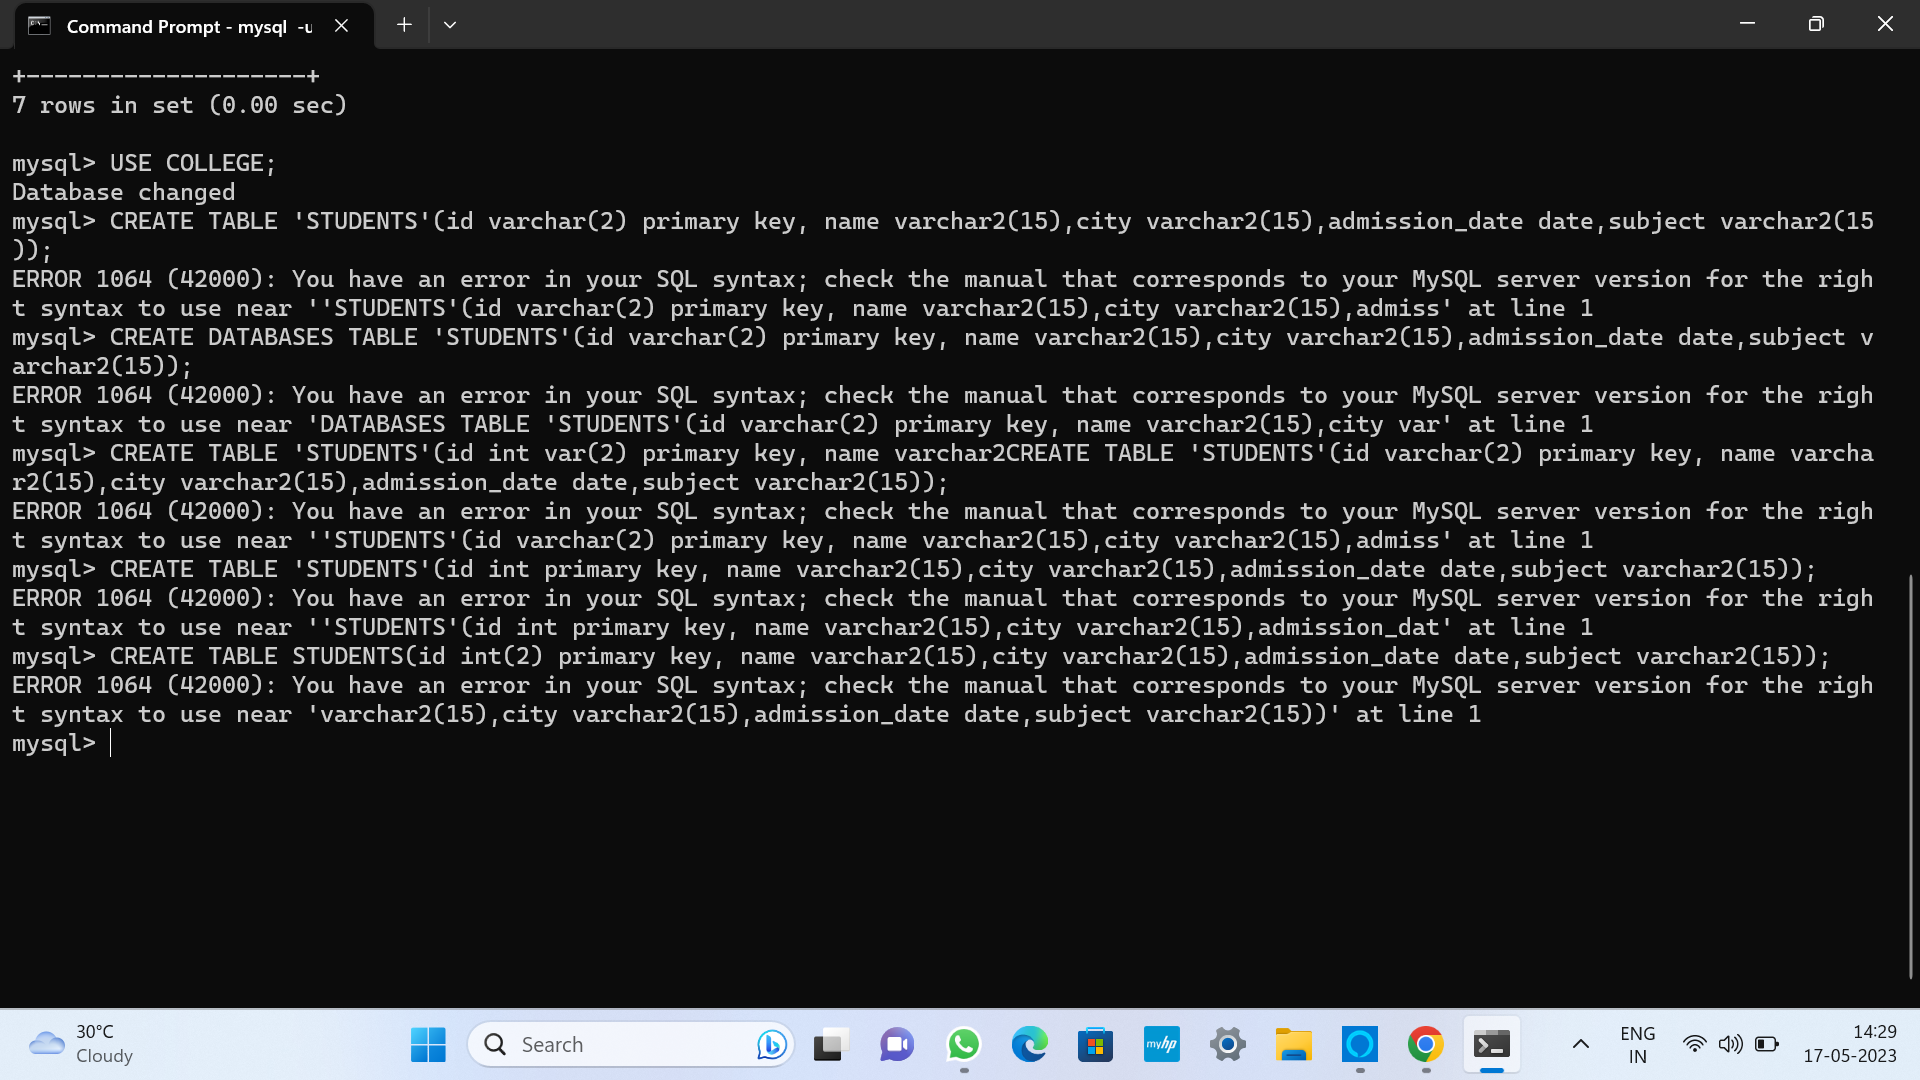 Command Prompt - mysql -u
+--------------------+
7 rows in set (0.00 sec)
mysql> USE COLLEGE;
Database changed
mysql> CREATE TABLE 'STUDENTS'(id varchar(2) primary key, name varchar2(15),city varchar2(15),admission_date date,subject varchar2(15
));
ERROR 1064 (42000): You have an error in your SQL syntax; check the manual that corresponds to your MySQL server version for the righ
t syntax to use near ''STUDENTS'(id varchar(2) primary key, name varchar2(15),city varchar2(15),admiss' at line 1
mysql> CREATE DATABASES TABLE 'STUDENTS'(id varchar(2) primary key, name varchar2(15),city varchar2(15),admission_date date,subject v
archar2(15));
ERROR 1064 (42000): You have an error in your SQL syntax; check the manual that corresponds to your MySQL server version for the righ
t syntax to use near 'DATABASES TABLE 'STUDENTS'(id varchar(2) primary key, name varchar2(15),city var' at line 1
mysql> CREATE TABLE 'STUDENTS'(id int var(2) primary key, name varchar2CREATE TABLE 'STUDENTS'(id varchar(2) primary key, name varcha
r2(15),city varchar2(15),admission_date date,subject varchar2(15));
ERROR 1064 (42000): You have an error in your SQL syntax; check the manual that corresponds to your MySQL server version for the righ
t syntax to use near ''STUDENTS'(id varchar(2) primary key, name varchar2(15),city varchar2(15),admiss' at line 1
mysql> CREATE TABLE 'STUDENTS'(id int primary key, name varchar2(15),city varchar2(15),admission_date date,subject varchar2(15));
ERROR 1064 (42000): You have an error in your SQL syntax; check the manual that corresponds to your MySQL server version for the righ
t syntax to use near ''STUDENTS'(id int primary key, name varchar2(15),city varchar2(15),admission_dat' at line 1
mysql> CREATE TABLE STUDENTS(id int(2) primary key, name varchar2(15),city varchar2(15),admission_date date,subject varchar2(15));
ERROR 1064 (42000): You have an error in your SQL syntax; check the manual that corresponds to your MySQL server version for the righ
t syntax to use near 'varchar2(15),city varchar2(15),admission_date date,subject varchar2(15))' at line 1
mysql>
30°C
Cloudy
Search
myhp
ENG
IN
14:29
17-05-2023